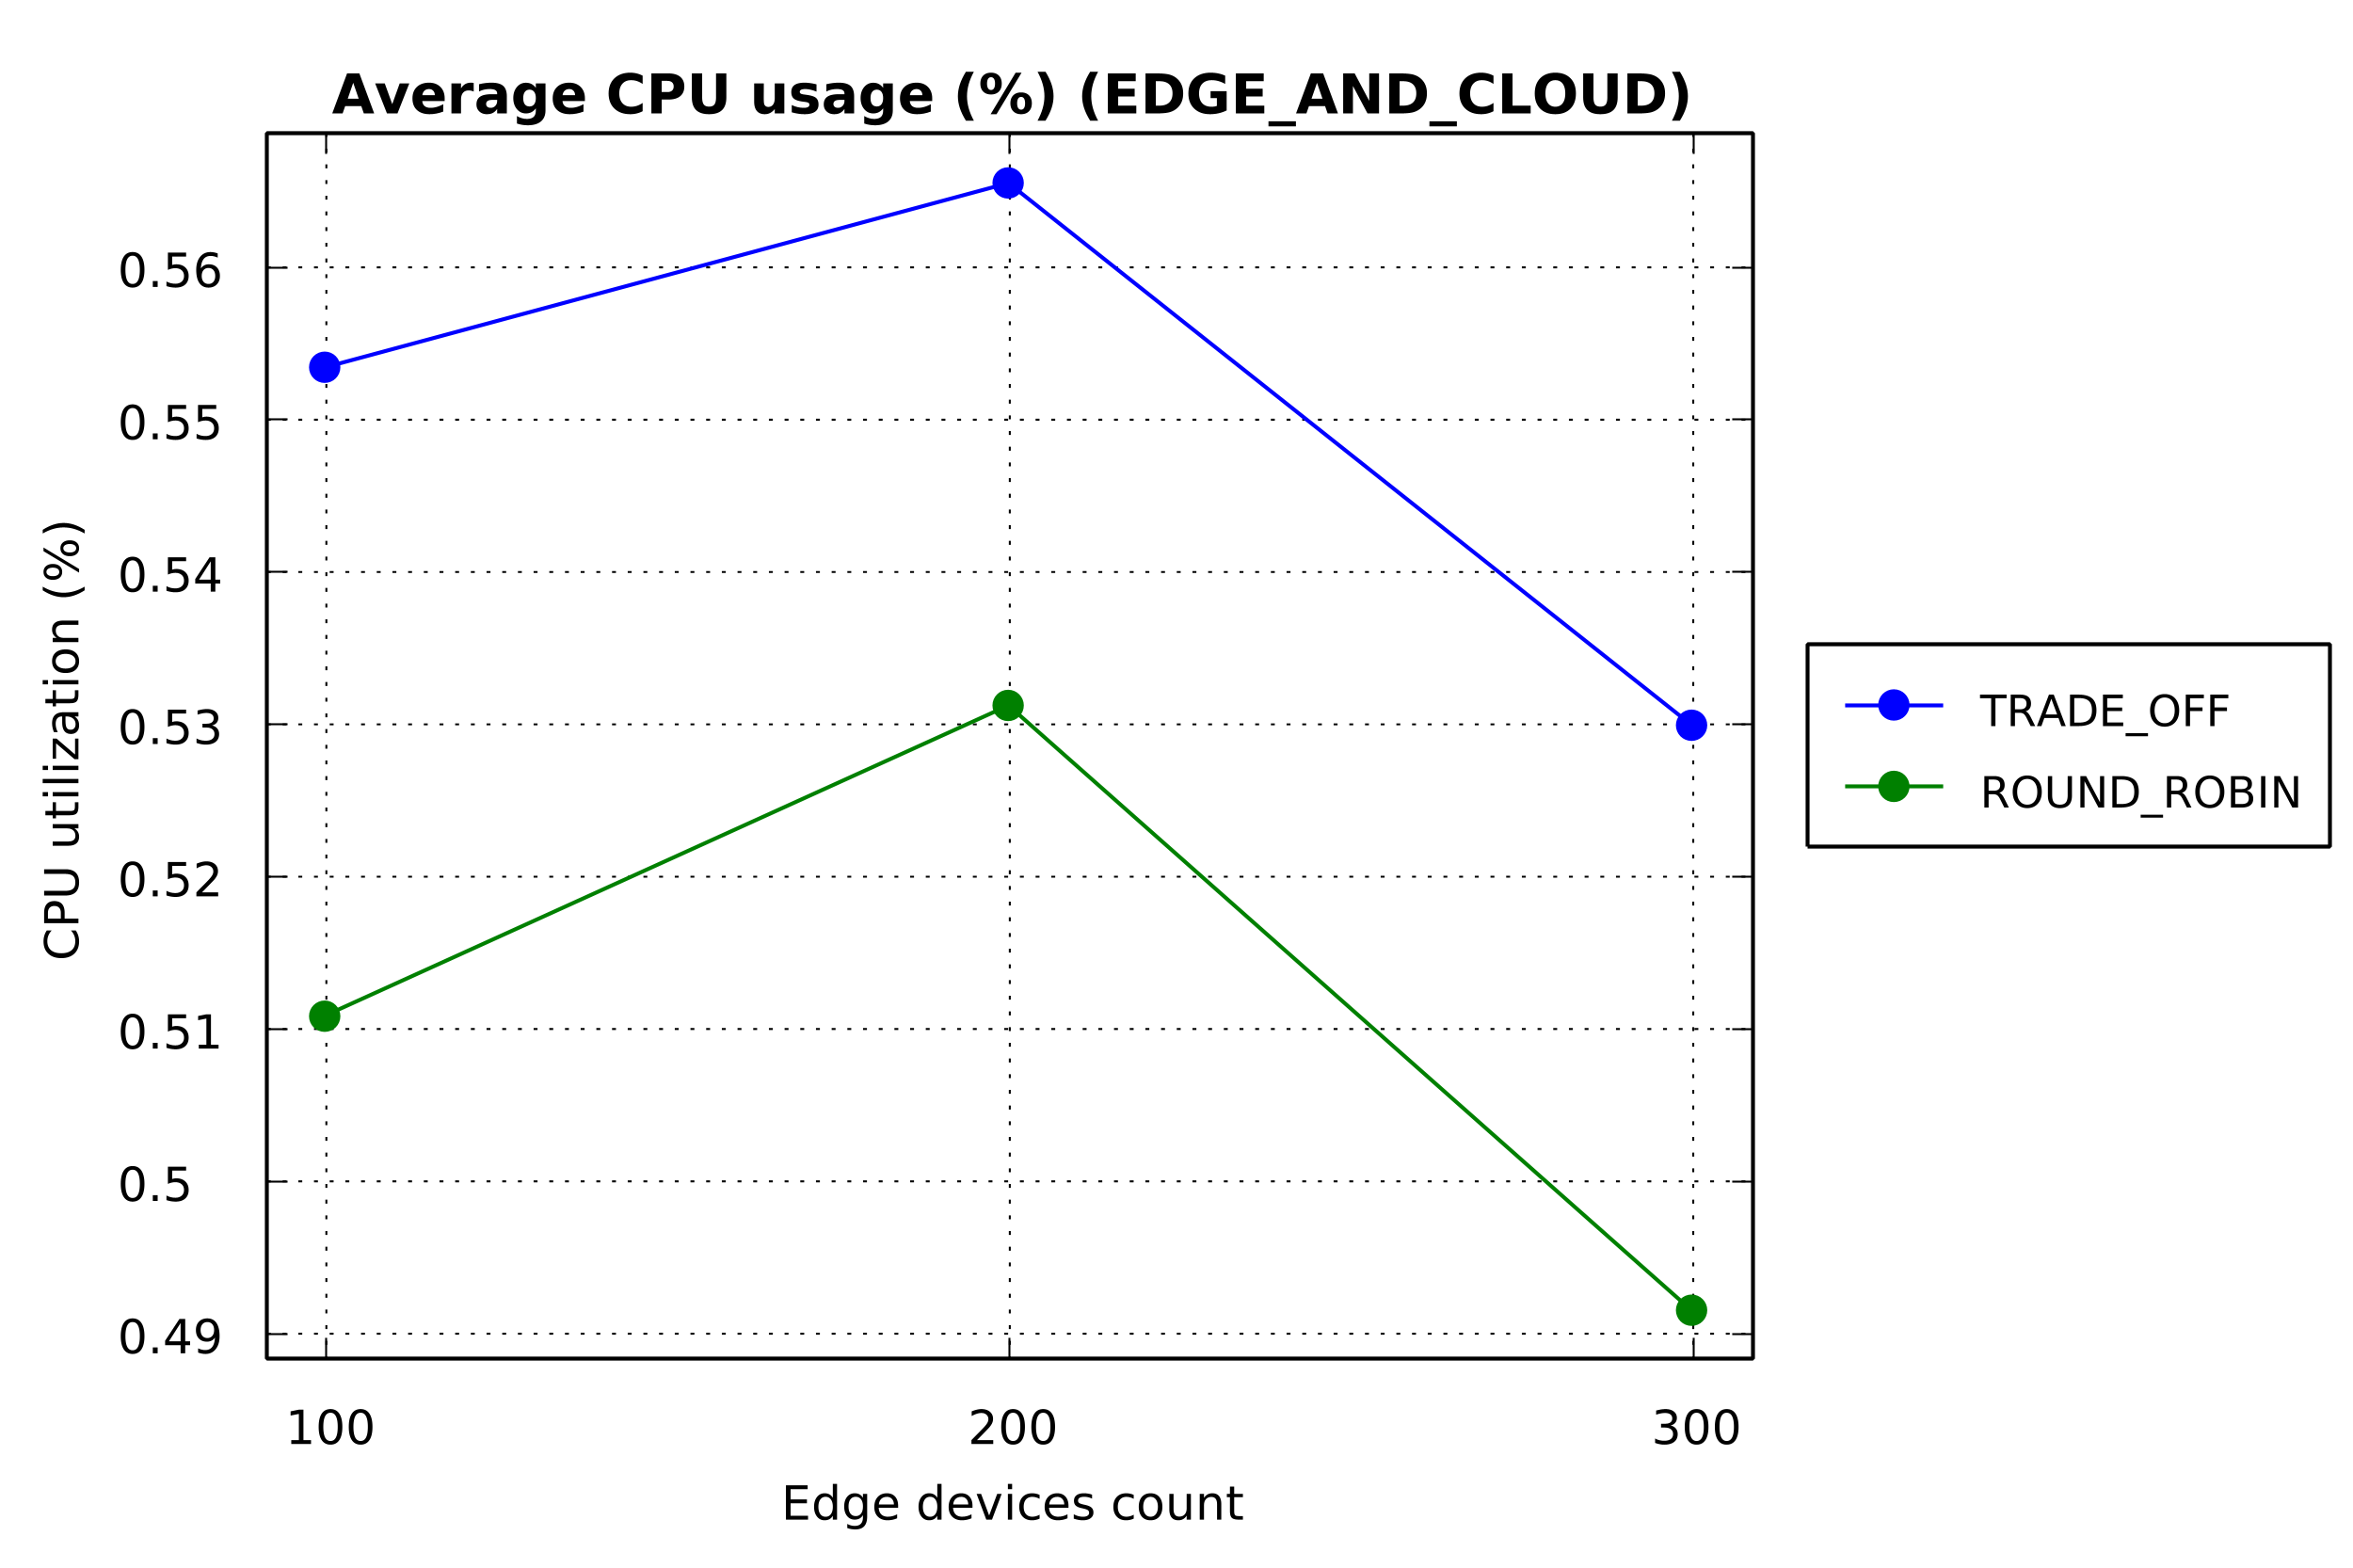 Average CPU usage (%) (EDGE_AND_CLOUD)
CPU utilization (%)
0.56
0.55
0.54
0.53
0.52
0.51
0.5
0.49
100 200 300
Edge devices count
TRADE_OFF
ROUND_ROBIN